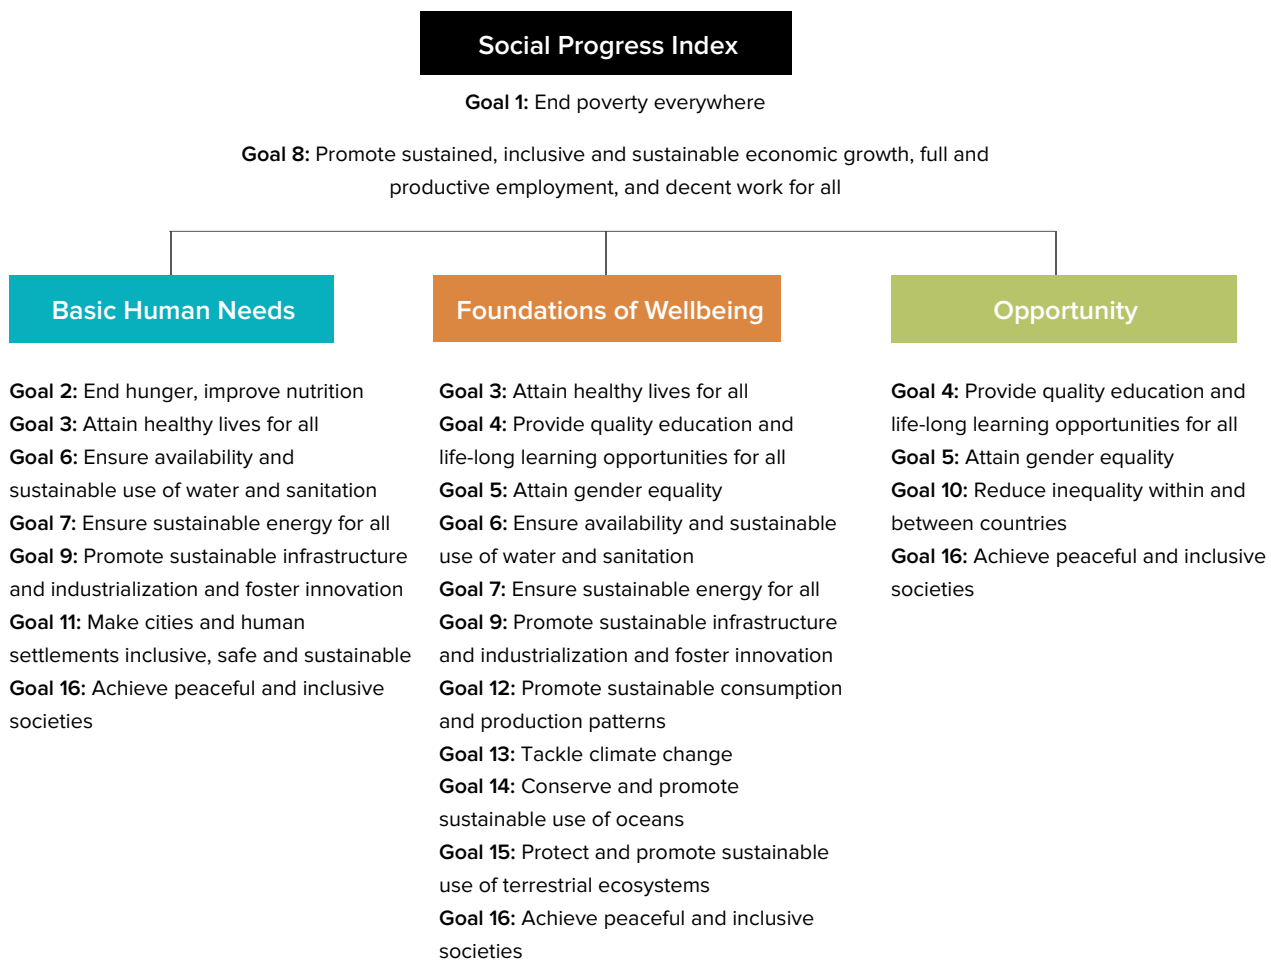 Social Progress Index
Goal 1: End poverty everywhere
Goal 8: Promote sustained, inclusive and sustainable economic growth, full and
productive employment, and decent work for all
Basic Human Needs
Goal 2: End hunger, improve nutrition
Goal 3: Attain healthy lives for all
Goal 6: Ensure availability and
sustainable use of water and sanitation
Goal 7: Ensure sustainable energy for all
Goal 9: Promote sustainable infrastructure
and industrialization and foster innovation
Goal 11: Make cities and human
settlements inclusive, safe and sustainable
Goal 16: Achieve peaceful and inclusive
societies
Foundations of Wellbeing
Goal 3: Attain healthy lives for all
Goal 4: Provide quality education and
life-long learning opportunities for all
Goal 5: Attain gender equality
Goal 6: Ensure availability and sustainable
use of water and sanitation
Goal 7: Ensure sustainable energy for all
Goal 9: Promote sustainable infrastructure
and industrialization and foster innovation
Goal 12: Promote sustainable consumption
and production patterns
Goal 13: Tackle climate change
Goal 14: Conserve and promote
sustainable use of oceans
Goal 15: Protect and promote sustainable
use of terrestrial ecosystems
Goal 16: Achieve peaceful and inclusive
societies
Opportunity
Goal 4: Provide quality education and
life-long learning opportunities for all
Goal 5: Attain gender equality
Goal 10: Reduce inequality within and
between countries
Goal 16: Achieve peaceful and inclusive
societies